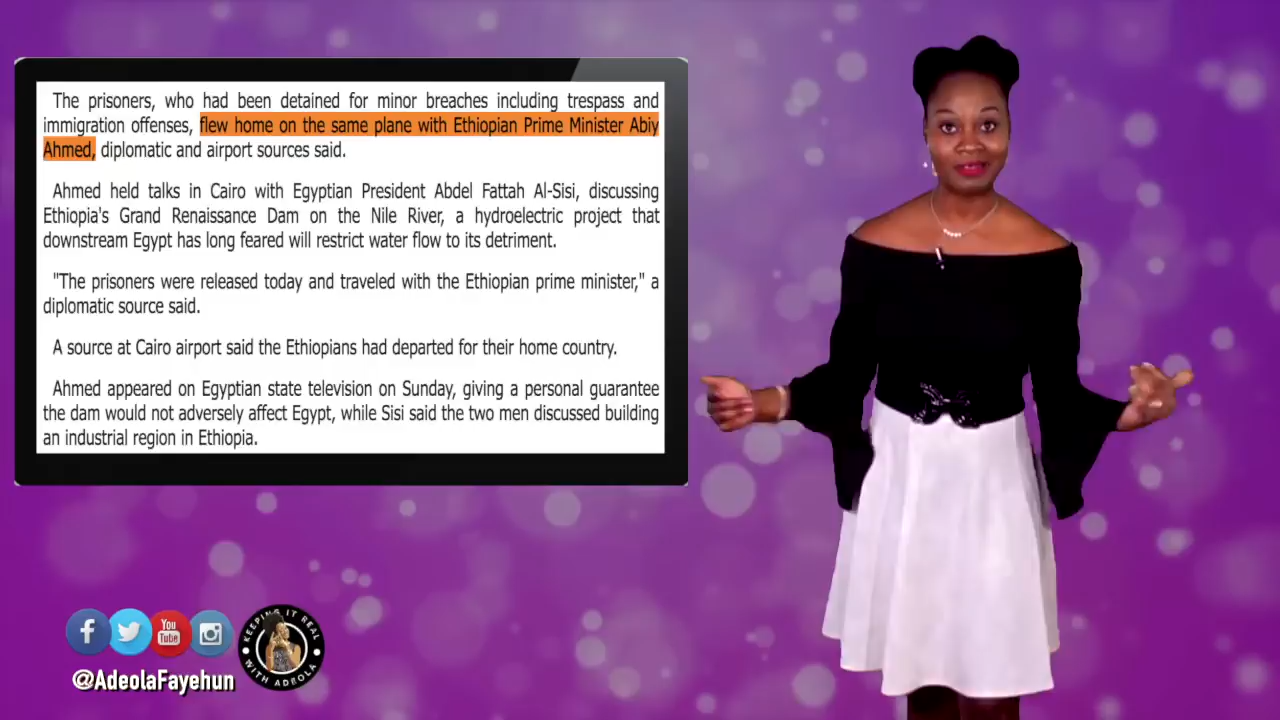 The prisoners, who had been detained for minor breaches including trespass and
immigration offenses, flew home on the same plane with Ethiopian Prime Minister Abiy
Ahmed, diplomatic and airport sources said.
Ahmed held talks in Cairo with Egyptian President Abdel Fattah Al-Sisi, discussing
Ethiopia's Grand Renaissance Dam on the Nile River, a hydroelectric project that
downstream Egypt has long feared will restrict water flow to its detriment.
"The prisoners were released today and traveled with the Ethiopian prime minister," a
diplomatic source said.
A source at Cairo airport said the Ethiopians had departed for their home country.
Ahmed appeared on Egyptian state television on Sunday, giving a personal guarantee
the dam would not adversely affect Egypt, while Sisi said the two men discussed building
an industrial region in Ethiopia.
You
Tube
KEEPING IT REAL
WITH ADEOLA
@AdeolaFayehun